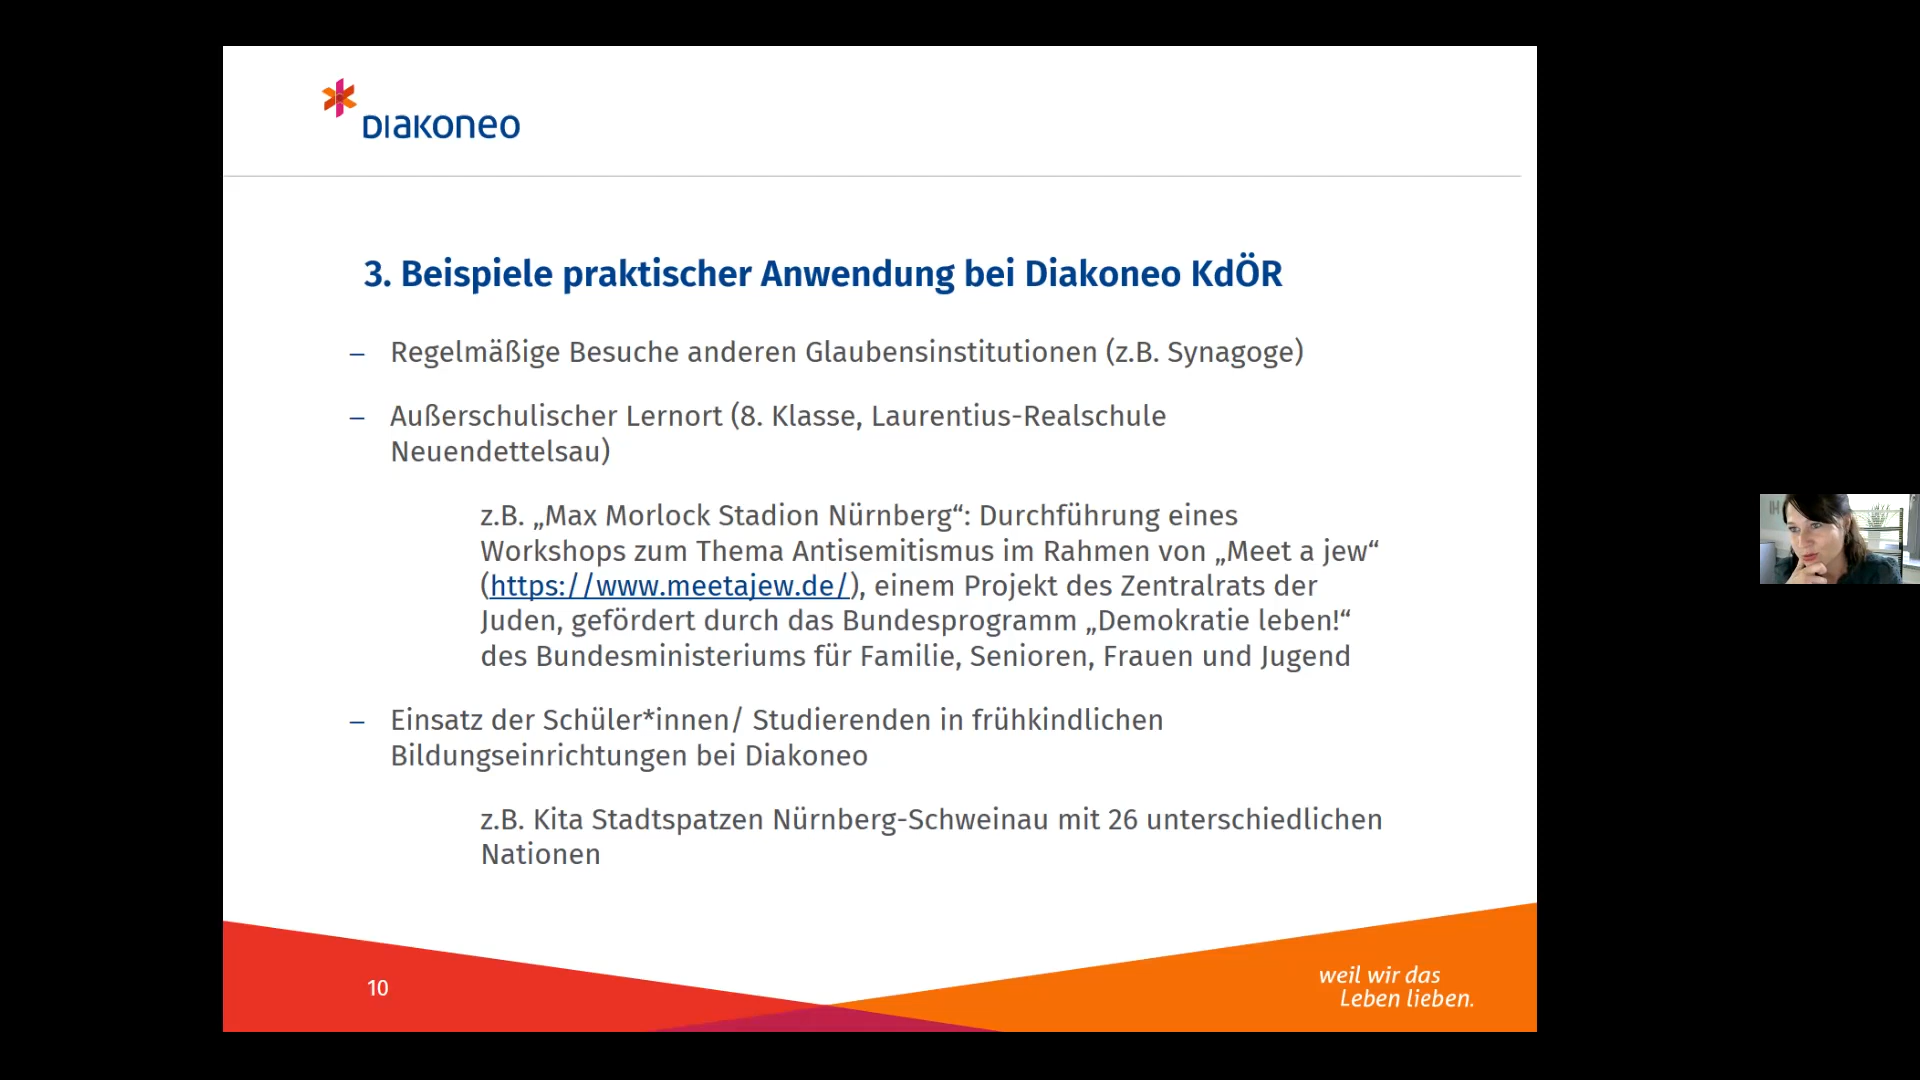 DIAKONEO
3. Beispiele praktischer Anwendung bei Diakoneo KdÖR
– Regelmäßige Besuche anderen Glaubensinstitutionen (z.B. Synagoge)
– Außerschulischer Lernort (8. Klasse, Laurentius-Realschule
Neuendettelsau)
z.B. „Max Morlock Stadion Nürnberg“: Durchführung eines
Workshops zum Thema Antisemitismus im Rahmen von „Meet a jew“
(https://www.meetajew.de/), einem Projekt des Zentralrats der
Juden, gefördert durch das Bundesprogramm „Demokratie leben!“
des Bundesministeriums für Familie, Senioren, Frauen und Jugend
– Einsatz der Schüler*innen/ Studierenden in frühkindlichen
Bildungseinrichtungen bei Diakoneo
z.B. Kita Stadtspatzen Nürnberg-Schweinau mit 26 unterschiedlichen
Nationen
10
weil wir das
Leben lieben.